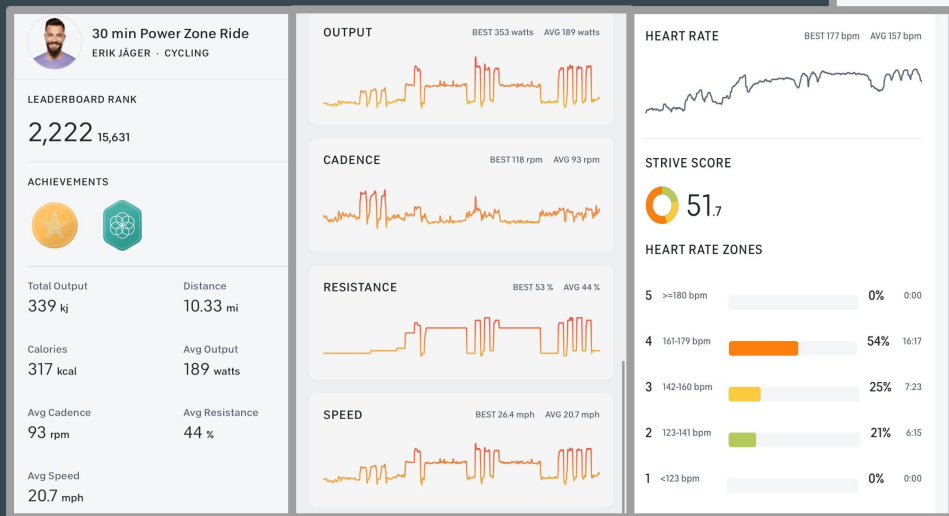 30 min Power Zone Ride
ERIK JÄGER · CYCLING
LEADERBOARD RANK
2,222 15,631
ACHIEVEMENTS
Total Output Distance
339 kj 10.33 mi
Calories Avg Output
317 kcal 189 watts
Avg Cadence Avg Resistance
93 rpm 44 %
Avg Speed
20.7 mph
OUTPUT BEST 353 watts AVG 189 watts
CADENCE BEST 118 rpm AVG 93 rpm
RESISTANCE BEST 53 % AVG 44 %
SPEED BEST 26.4 mph AVG 20.7 mph
HEART RATE BEST 177 bpm AVG 157 bpm
STRIVE SCORE
51.7
HEART RATE ZONES
5 >=180 bpm 0% 0:00
4 161-179 bpm 54% 16:17
3 142-160 bpm 25% 7:23
2 123-141 bpm 21% 6:15
1 <123 bpm 0% 0:00